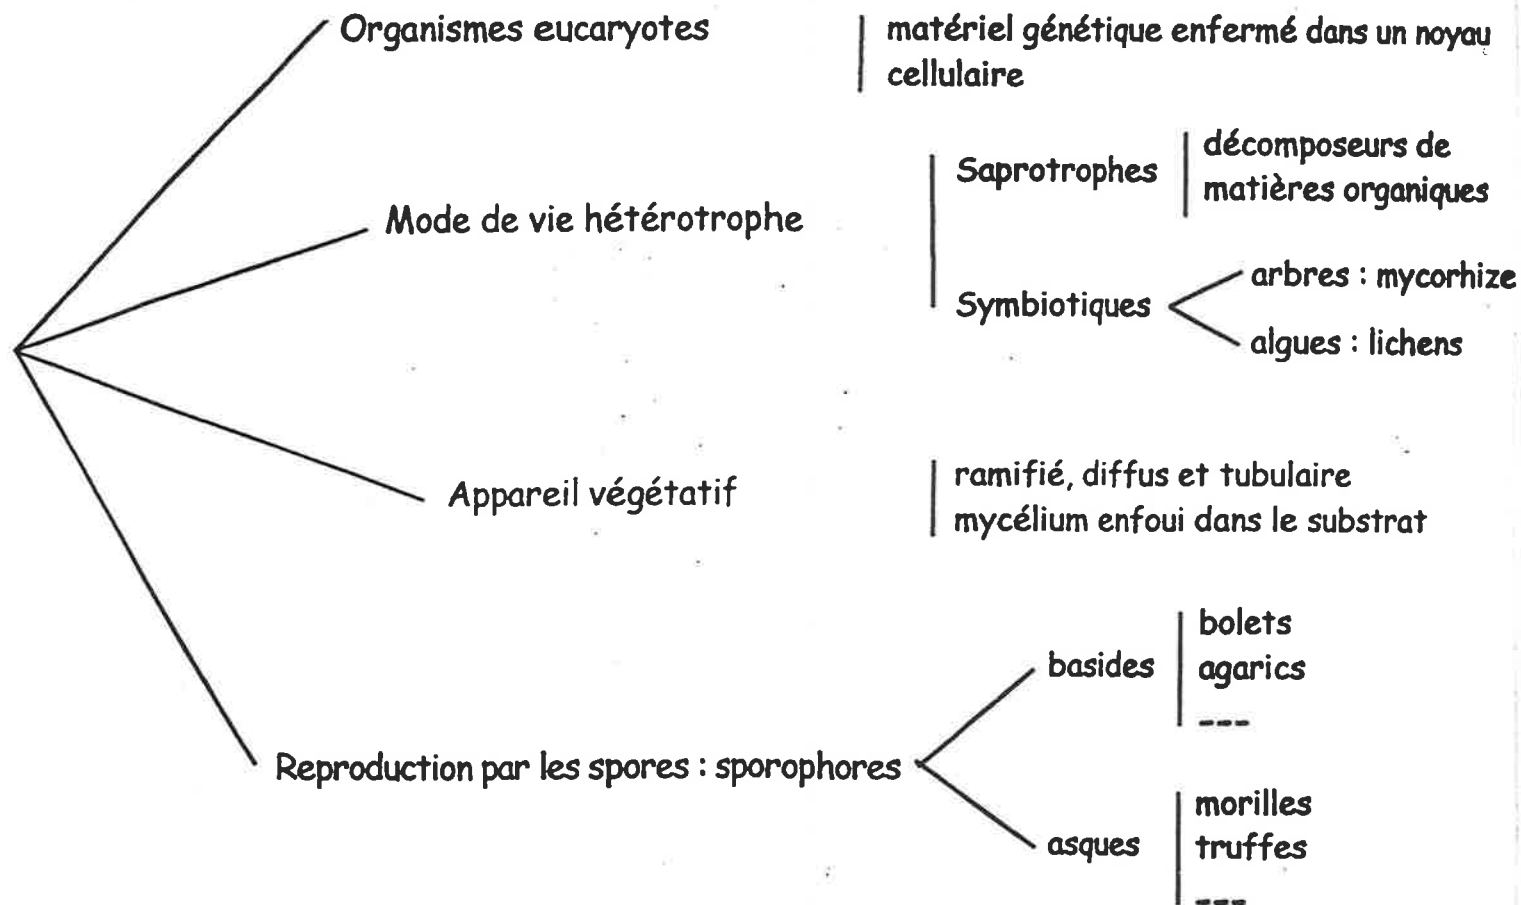 Organismes eucaryotes
matériel génétique enfermé dans un noyau
cellulaire
Mode de vie hétérotrophe
Saprotrophes
décomposeurs de
matières organiques
Symbiotiques
arbres : mycorhize
algues : lichens
Appareil végétatif
ramifié, diffus et tubulaire
mycélium enfoui dans le substrat
Reproduction par les spores : sporophores
basides
bolets
agarics
---
asques
morilles
truffes
---